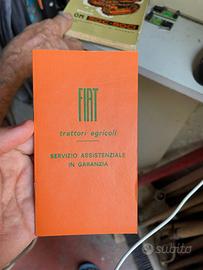 FIAT
trattori agricoli
SERVIZIO ASSISTENZIALE
IN GARANZIA
subito